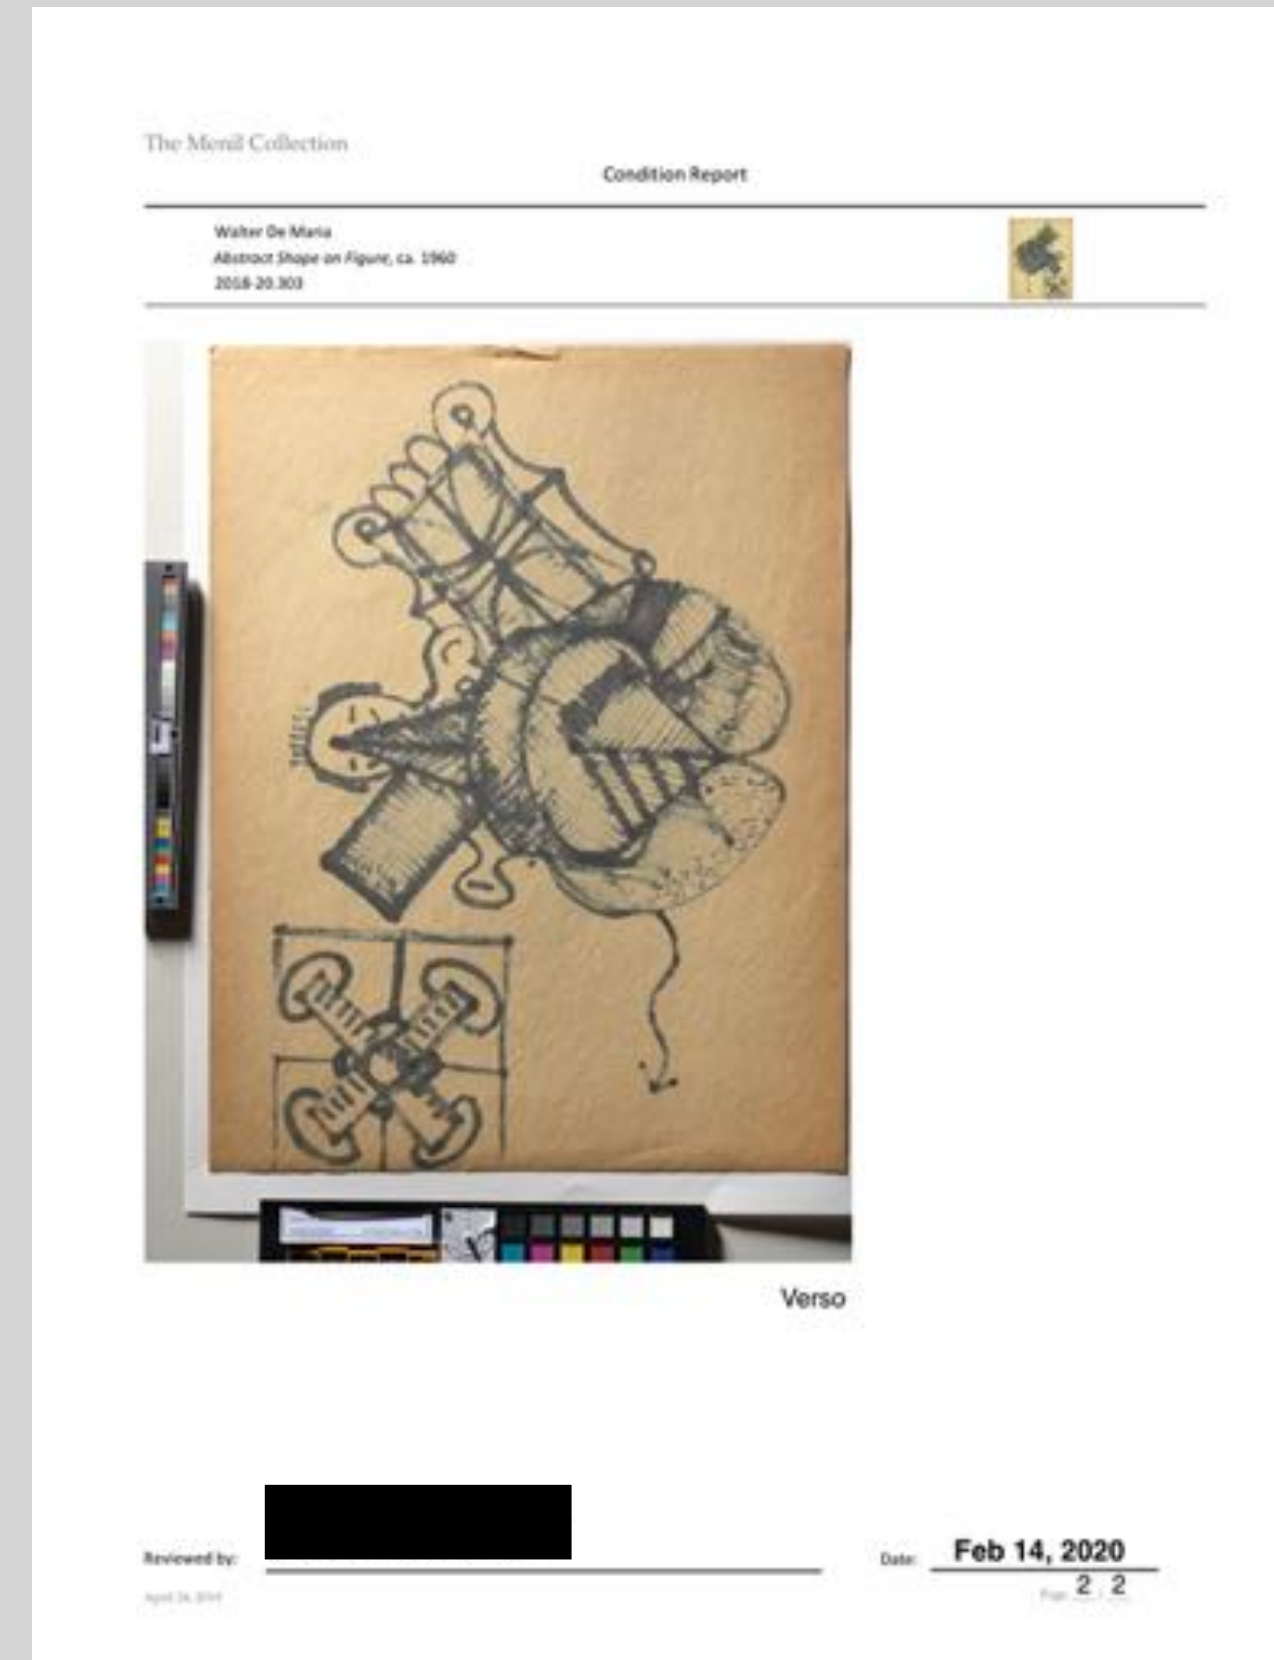 The Menil Collection
Condition Report
Walter De Maria
Abstract Shape on Figure, ca. 1960
2018-20.303
Verso
Reviewed by:
Date: Feb 14, 2020
Page 2 2